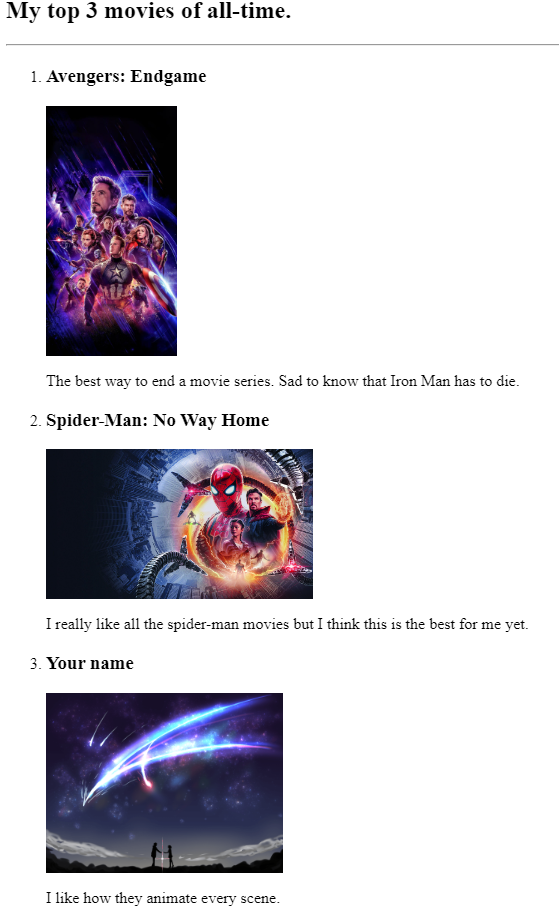 My top 3 movies of all-time.
1. Avengers: Endgame
The best way to end a movie series. Sad to know that Iron Man has to die.
2. Spider-Man: No Way Home
I really like all the spider-man movies but I think this is the best for me yet.
3. Your name
I like how they animate every scene.